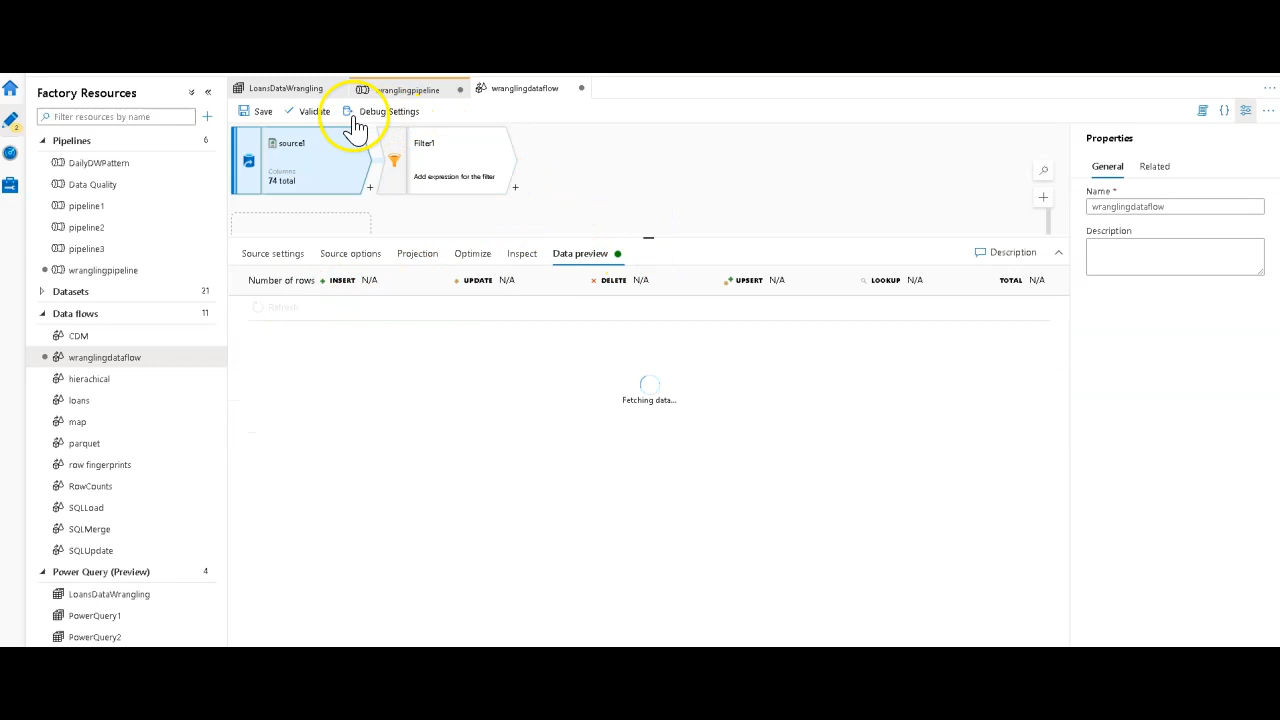 Factory Resources
Filter resources by name
Pipelines 6
DailyDWPattern
Data Quality
pipeline1
pipeline2
pipeline3
wranglingpipeline
Datasets 21
Data flows 11
CDM
wranglingdataflow
hierachical
loans
map
parquet
row fingerprints
RowCounts
SQLLoad
SQLMerge
SQLUpdate
Power Query (Preview) 4
LoansDataWrangling
PowerQuery1
PowerQuery2
2
LoansDataWrangling wranglingpipeline wranglingdataflow
Save Validate Debug Settings
source1
Columns
74 total
Filter1
Add expression for the filter
Source settings Source options Projection Optimize Inspect Data preview Description
Number of rows INSERT N/A UPDATE N/A DELETE N/A UPSERT N/A LOOKUP N/A TOTAL N/A
Refresh
Fetching data...
Properties
General Related
Name *
wranglingdataflow
Description